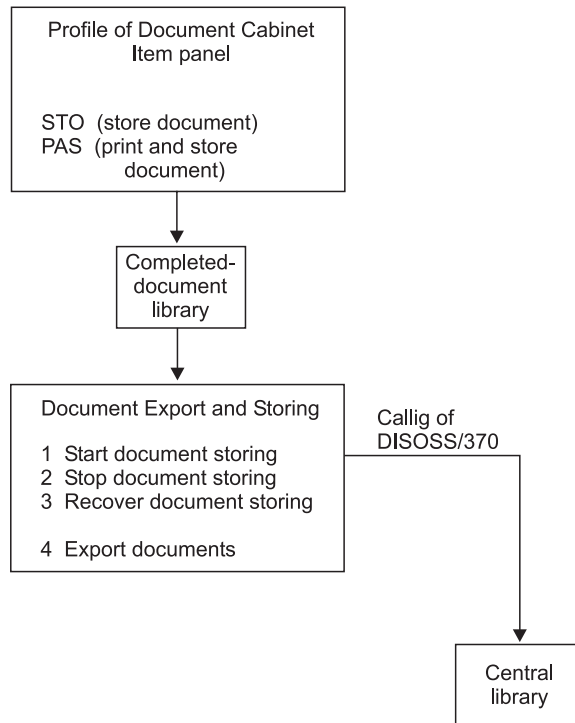 Profile of Document Cabinet
Item panel
STO (store document)
PAS (print and store
document)
Completed-
document
library
Document Export and Storing
1 Start document storing
2 Stop document storing
3 Recover document storing
4 Export documents
Callig of
DISOSS/370
Central
library